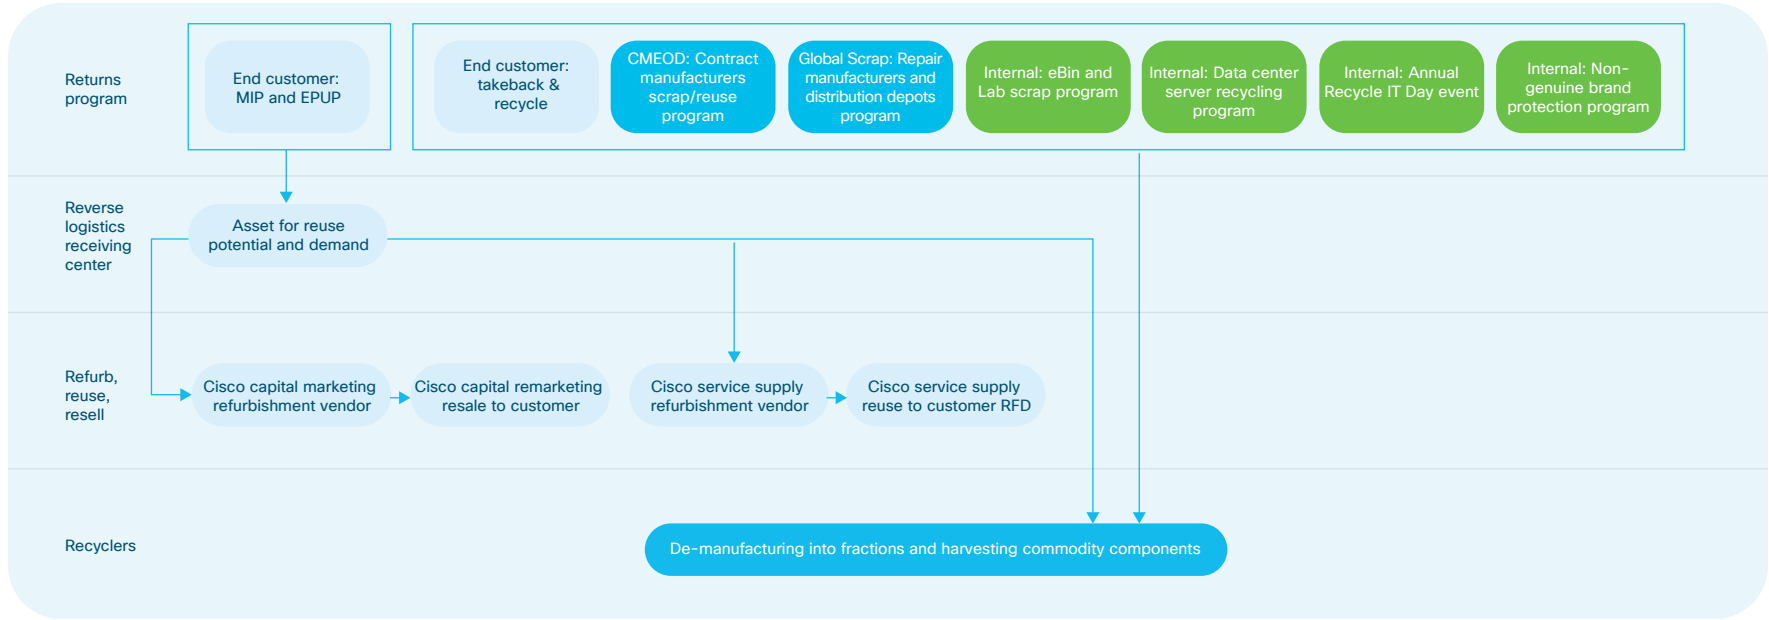 Returns
program
End customer:
MIP and EPUP
End customer:
takeback &
recycle
CMEOD: Contract
manufacturers
scrap/reuse
program
Global Scrap: Repair
manufacturers and
distribution depots
program
Internal: eBin and
Lab scrap program
Internal: Data center
server recycling
program
Internal: Annual
Recycle IT Day event
Internal: Non-
genuine brand
protection program
Reverse
logistics
receiving
center
Asset for reuse
potential and demand
Refurb,
reuse,
resell
Cisco capital marketing
refurbishment vendor
Cisco capital remarketing
resale to customer
Cisco service supply
refurbishment vendor
Cisco service supply
reuse to customer RFD
Recyclers
De-manufacturing into fractions and harvesting commodity components